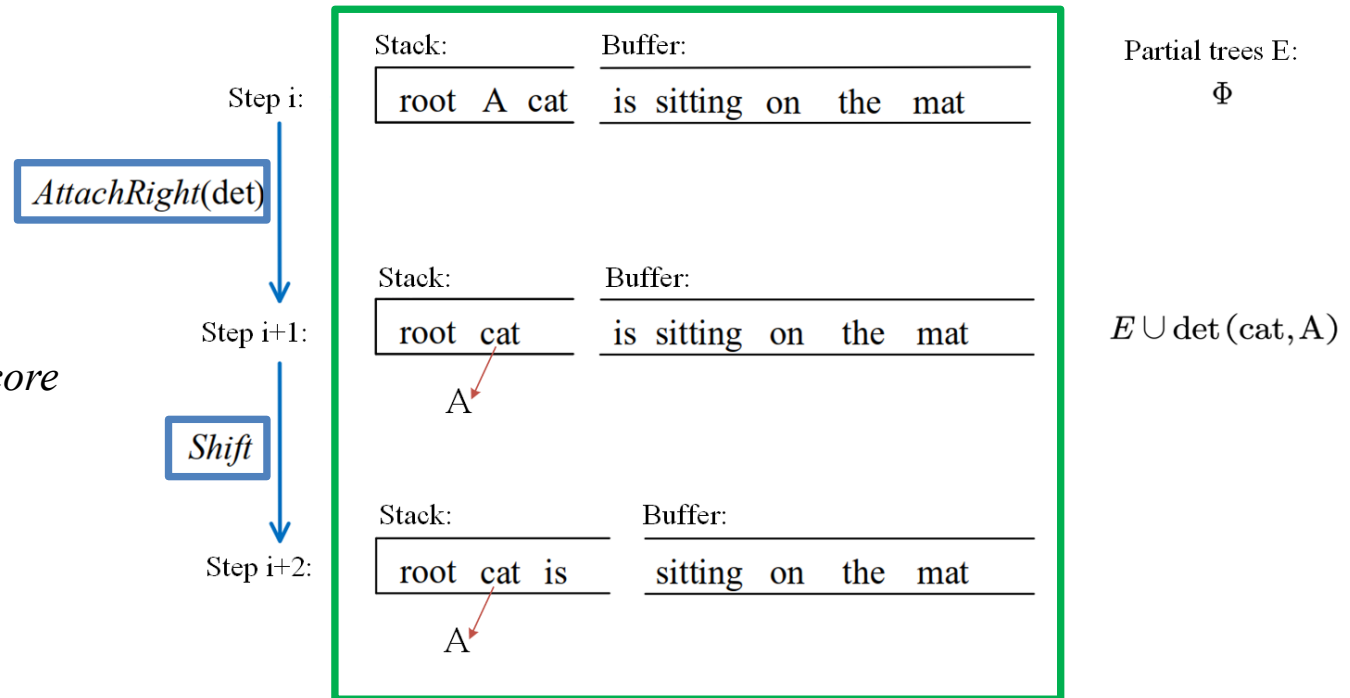 Stack: Buffer: Partial trees E:
Step i: root A cat is sitting on the mat Φ
AttachRight(det)
Stack: Buffer:
Step i+1: root cat is sitting on the mat E ∪ det(cat, A)
core
A
Shift
Stack: Buffer:
Step i+2: root cat is sitting on the mat
A